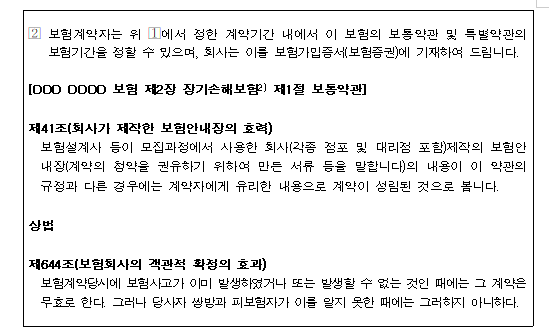 ② 보험계약자는 위 ①에서 정한 계약기간 내에서 이 보험의 보통약관 및 특별약관의
보험기간을 정할 수 있으며, 회사는 이를 보험가입증서(보험증권)에 기재하여 드립니다.
[□□□ □□□□ 보험 제2장 장기손해보험2) 제1절 보통약관]
제41조(회사가 제작한 보험안내장의 효력)
보험설계사 등이 모집과정에서 사용한 회사(각종 점포 및 대리점 포함)제작의 보험안
내장(계약의 청약을 권유하기 위하여 만든 서류 등을 말합니다)의 내용이 이 약관의
규정과 다른 경우에는 계약자에게 유리한 내용으로 계약이 성립된 것으로 봅니다.
상법
제644조(보험회사의 객관적 확정의 효과)
보험계약당시에 보험사고가 이미 발생하였거나 또는 발생할 수 없는 것인 때에는 그 계약은
무효로 한다. 그러나 당사자 쌍방과 피보험자가 이를 알지 못한 때에는 그러하지 아니하다.